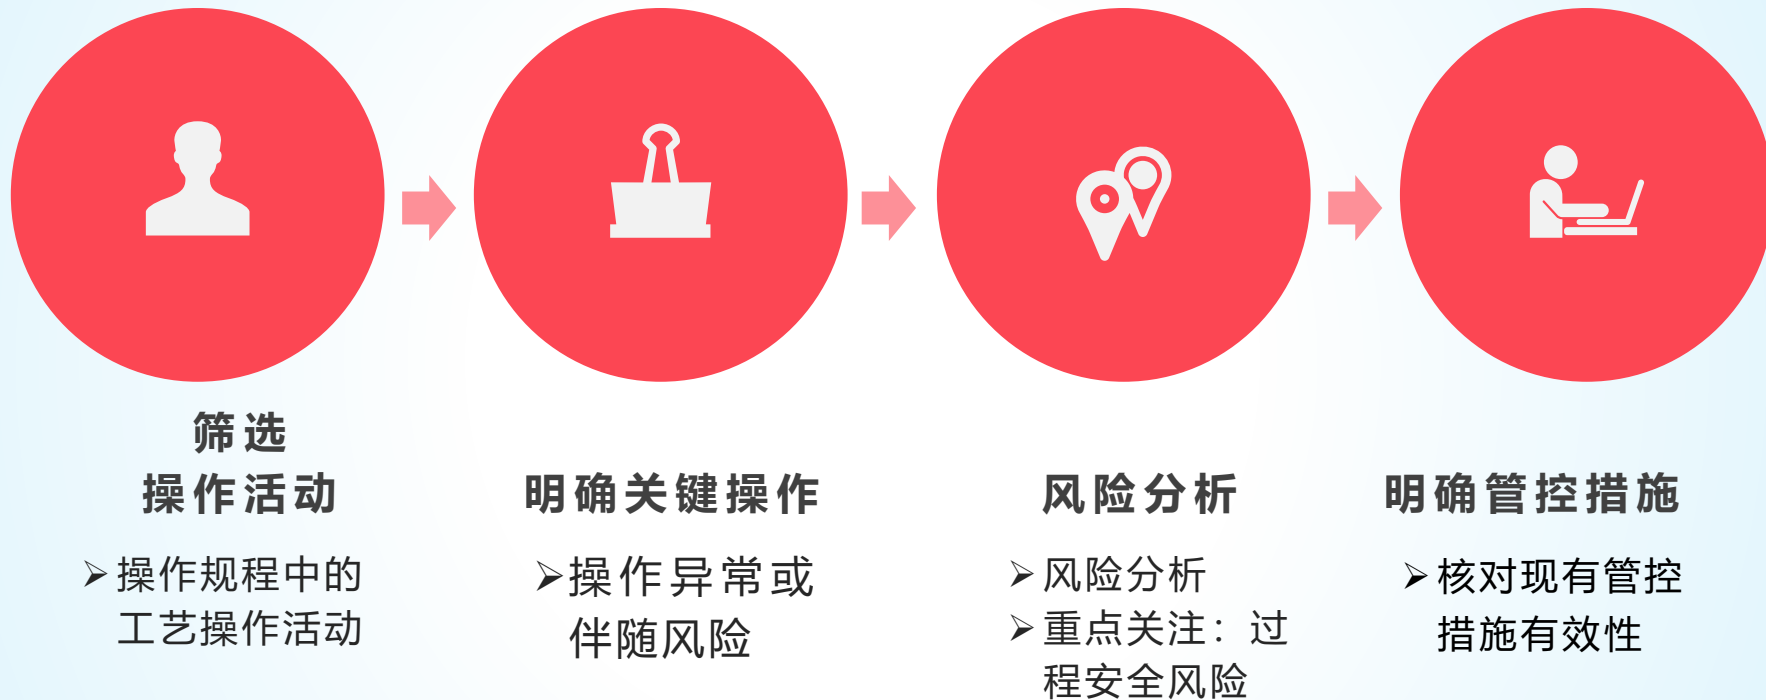 筛选
操作活动
➢操作规程中的
工艺操作活动
明确关键操作
➢操作异常或
伴随风险
风险分析
➢风险分析
➢重点关注：过
程安全风险
明确管控措施
➢核对现有管控
措施有效性